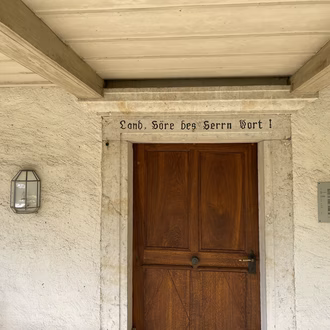 Land, höre des Herrn Wort!